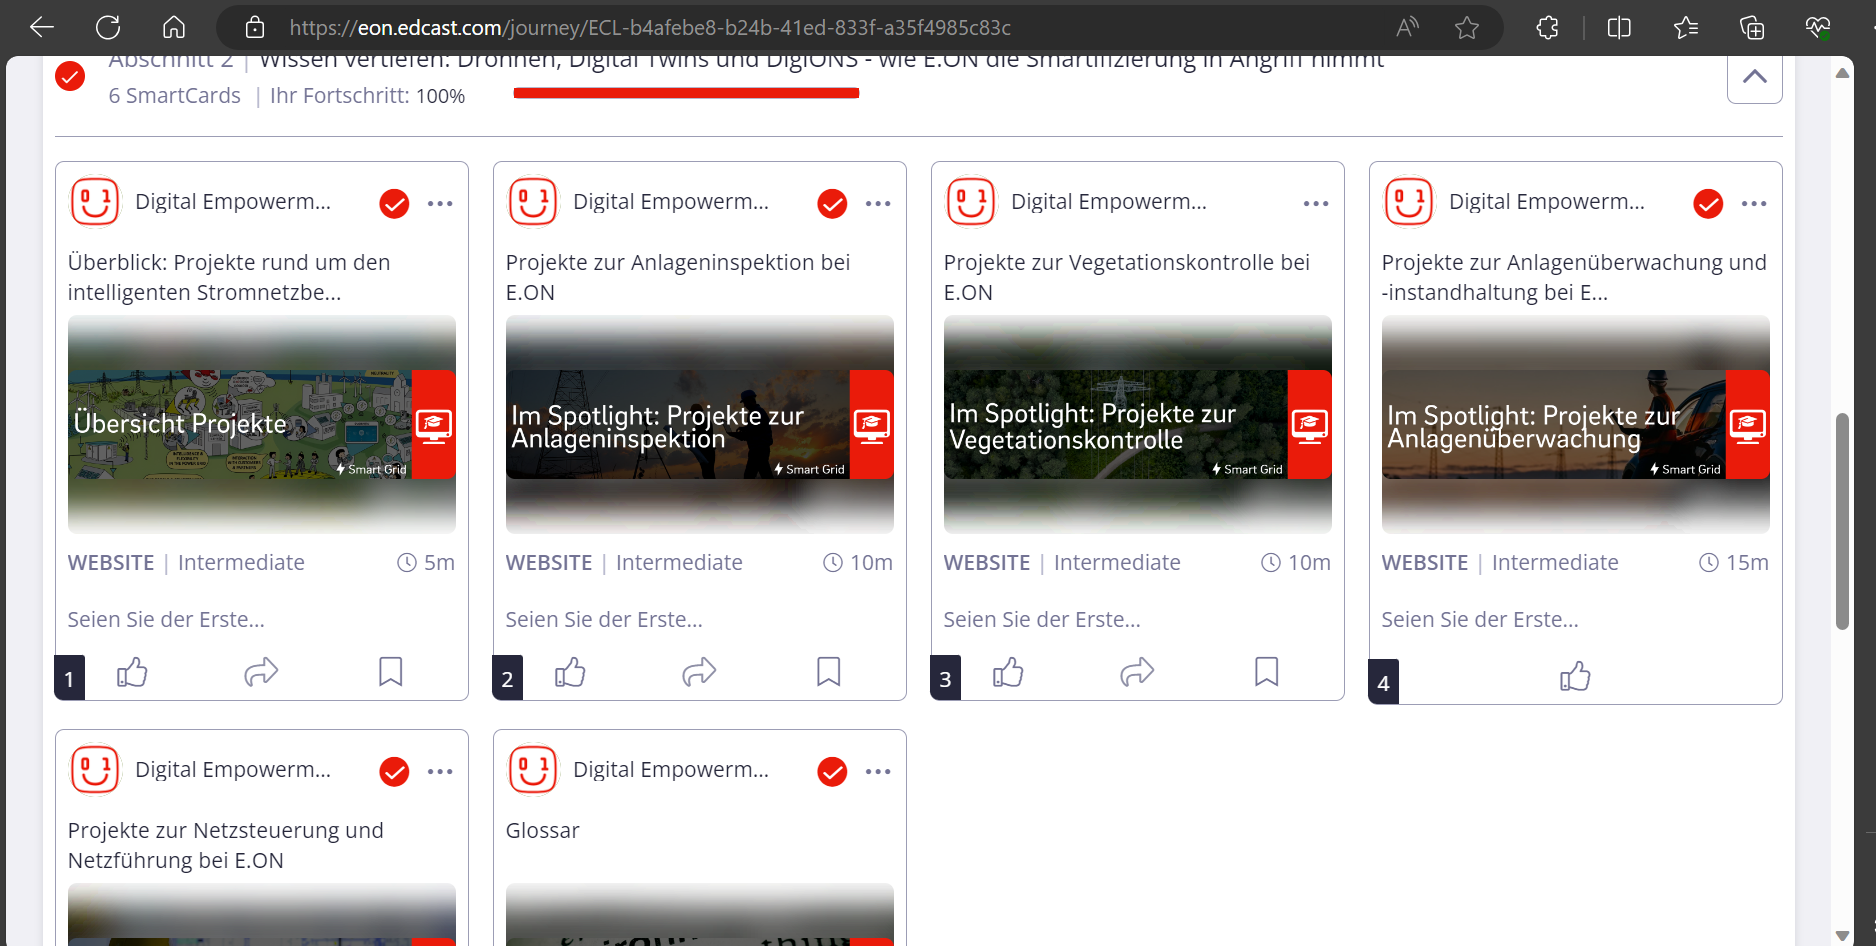 https://eon.edcast.com/journey/ECL-b4afebe8-b24b-41ed-833f-a35f4985c83c
Abschnitt 2 | Wissen vertiefen: Drohnen, Digital Twins und DigiONS - wie E.ON die Smartifizierung in Angriff nimmt
6 SmartCards | Ihr Fortschritt: 100%
Digital Empowerm...
Überblick: Projekte rund um den
intelligenten Stromnetzbe...
Übersicht Projekte
Smart Grid
WEBSITE | Intermediate 5m
Seien Sie der Erste...
1
Digital Empowerm...
Projekte zur Anlageninspektion bei
E.ON
Im Spotlight: Projekte zur
Anlageninspektion
Smart Grid
WEBSITE | Intermediate 10m
Seien Sie der Erste...
2
Digital Empowerm...
Projekte zur Vegetationskontrolle bei
E.ON
Im Spotlight: Projekte zur
Vegetationskontrolle
Smart Grid
WEBSITE | Intermediate 10m
Seien Sie der Erste...
3
Digital Empowerm...
Projekte zur Anlagenüberwachung und
-instandhaltung bei E...
Im Spotlight: Projekte zur
Anlagenüberwachung
Smart Grid
WEBSITE | Intermediate 15m
Seien Sie der Erste...
4
Digital Empowerm...
Projekte zur Netzsteuerung und
Netzführung bei E.ON
Digital Empowerm...
Glossar